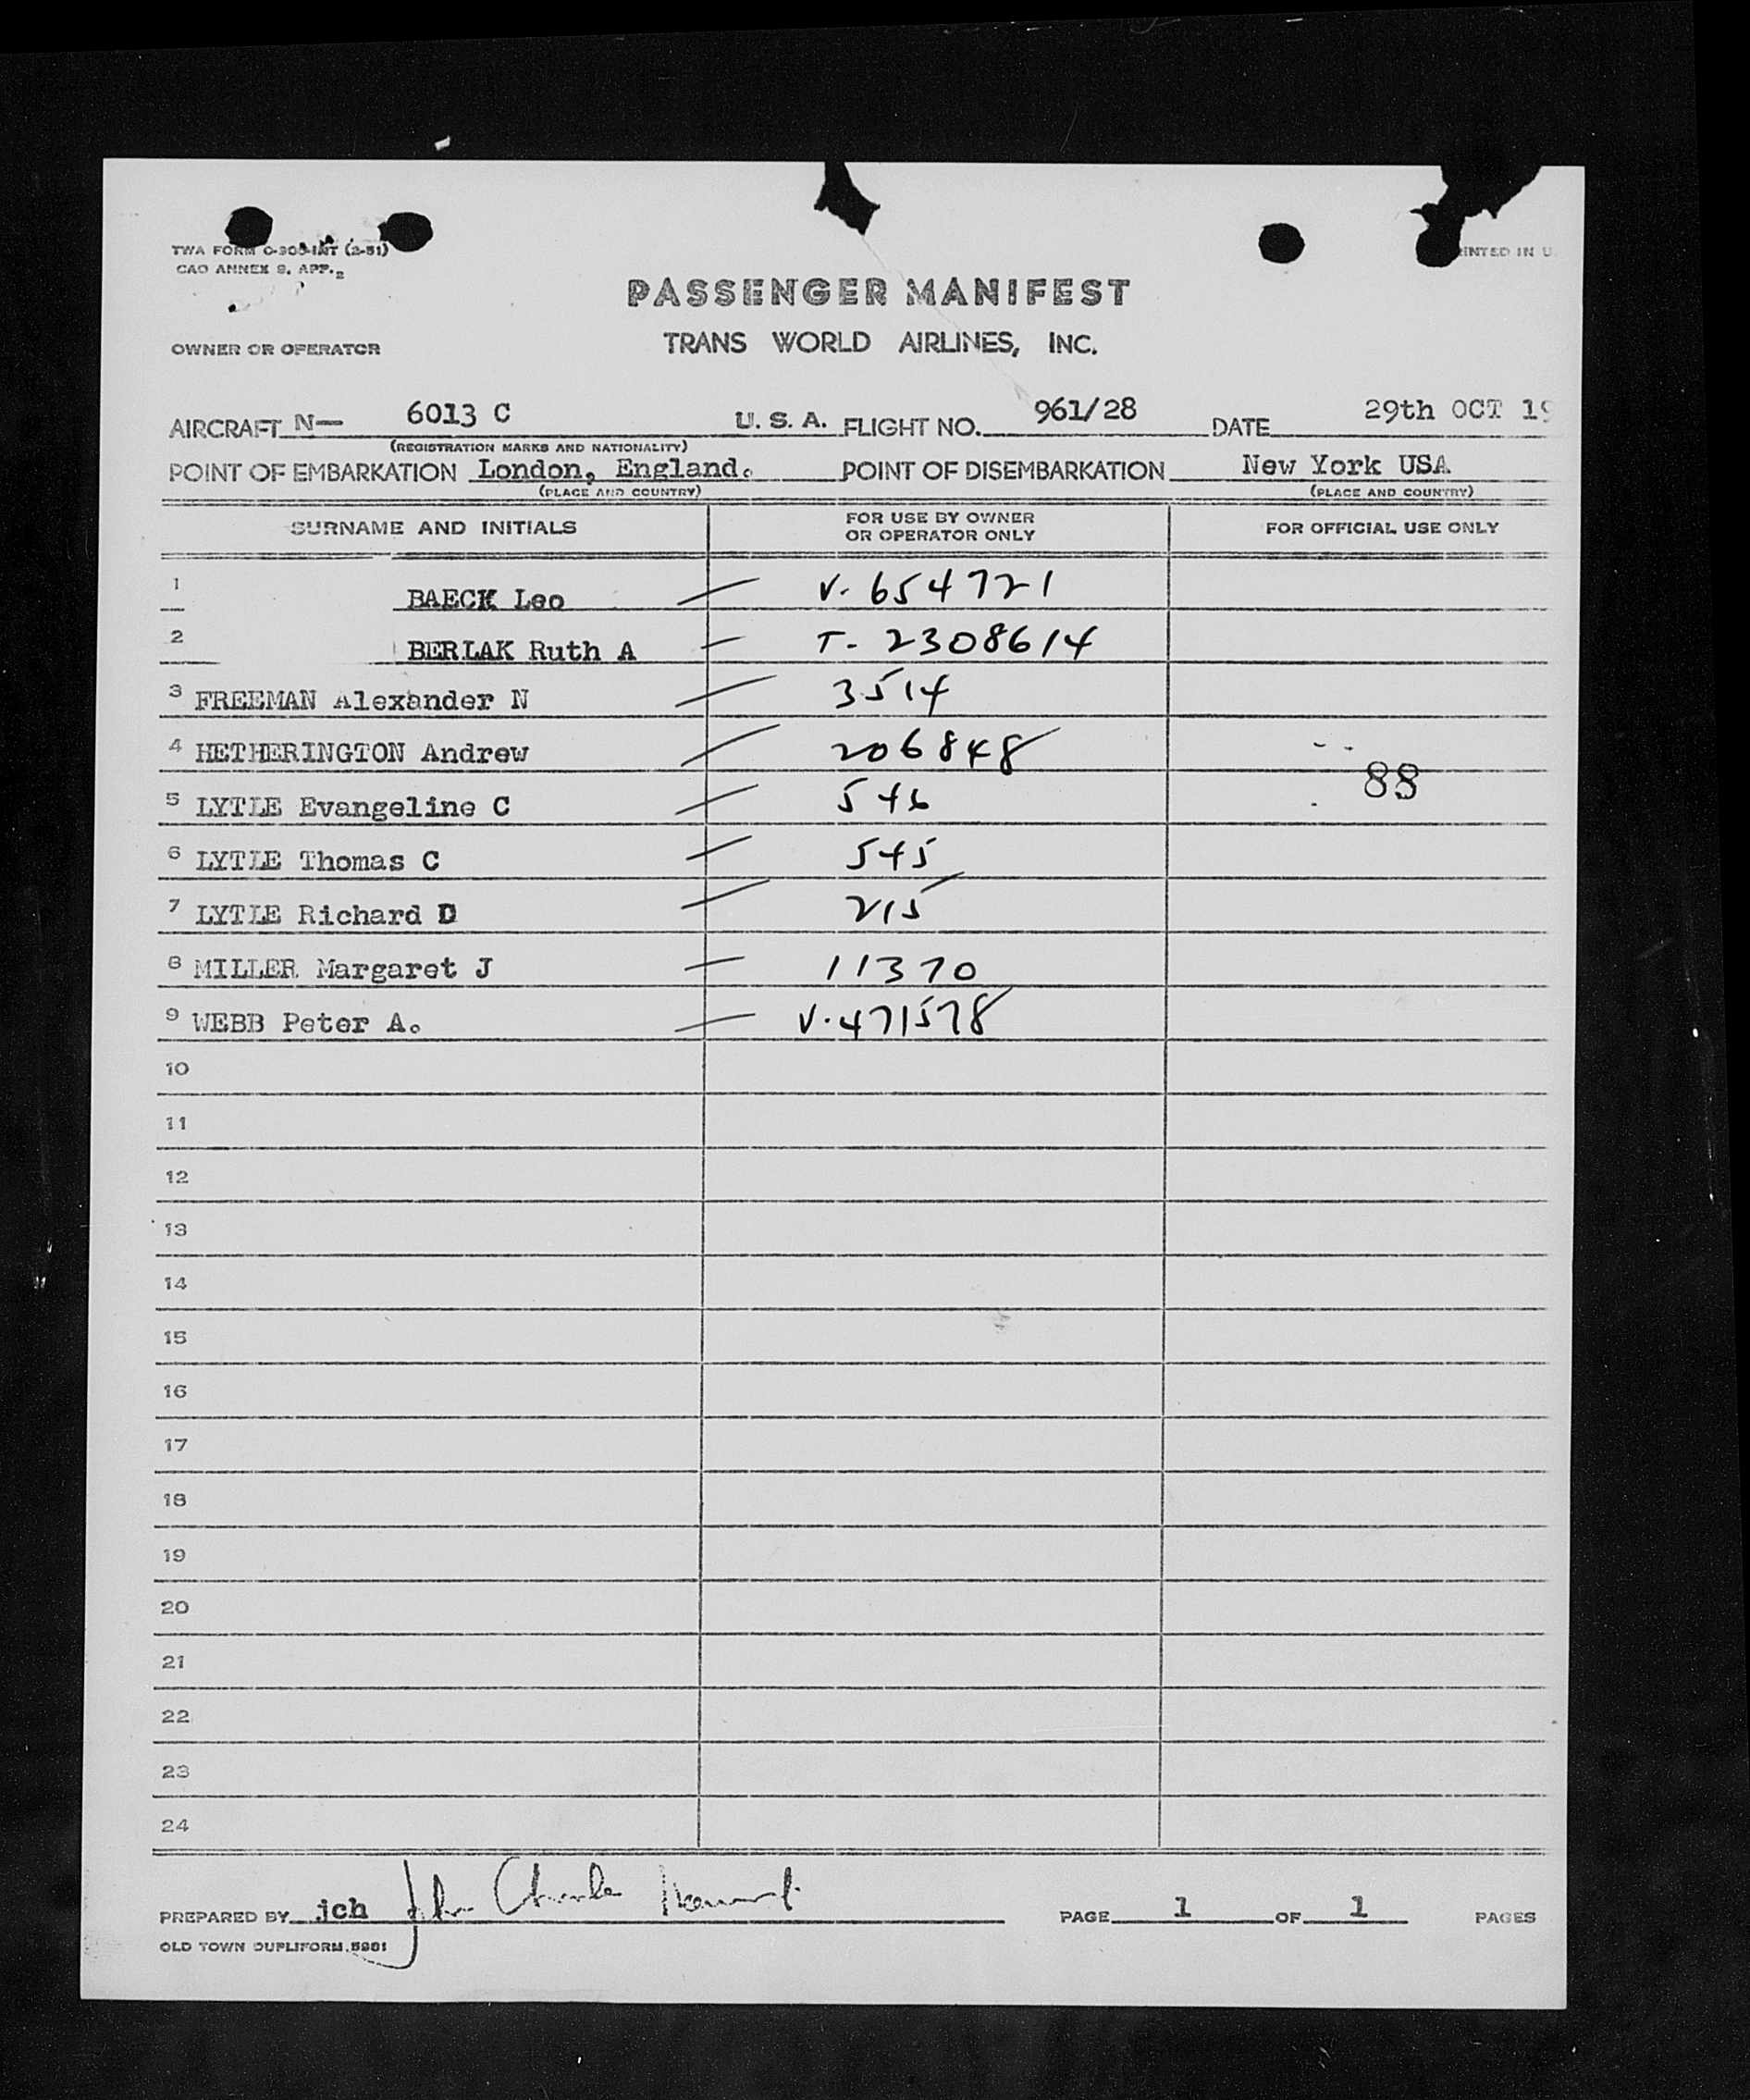 TWA FORM C-305-INT (2-51)
CAO ANNEX 9, APP. 2
INTED IN U
PASSENGER MANIFEST
OWNER OR OPERATOR
TRANS WORLD AIRLINES, INC.
AIRCRAFT N— 6013 C U. S. A. FLIGHT NO. 961/28 DATE 29th OCT 19
(REGISTRATION MARKS AND NATIONALITY)
POINT OF EMBARKATION London, England. POINT OF DISEMBARKATION New York USA
(PLACE AND COUNTRY) (PLACE AND COUNTRY)
SURNAME AND INITIALS FOR USE BY OWNER OR OPERATOR ONLY FOR OFFICIAL USE ONLY
1 BAECK Leo — V. 654721
2 BERLAK Ruth A — T- 2308614
3 FREEMAN Alexander N — 3514
4 HETHERINGTON Andrew — 206848
88
5 LYTLE Evangeline C — 546
6 LYTLE Thomas C — 545
7 LYTLE Richard D — 215
8 MILLER Margaret J — 11370
9 WEBB Peter A. — V. 471578
10
11
12
13
14
15
16
17
18
19
20
21
22
23
24
PREPARED BY jch John Charles PAGE 1 OF 1 PAGES
OLD TOWN DUPLIFORM 5981